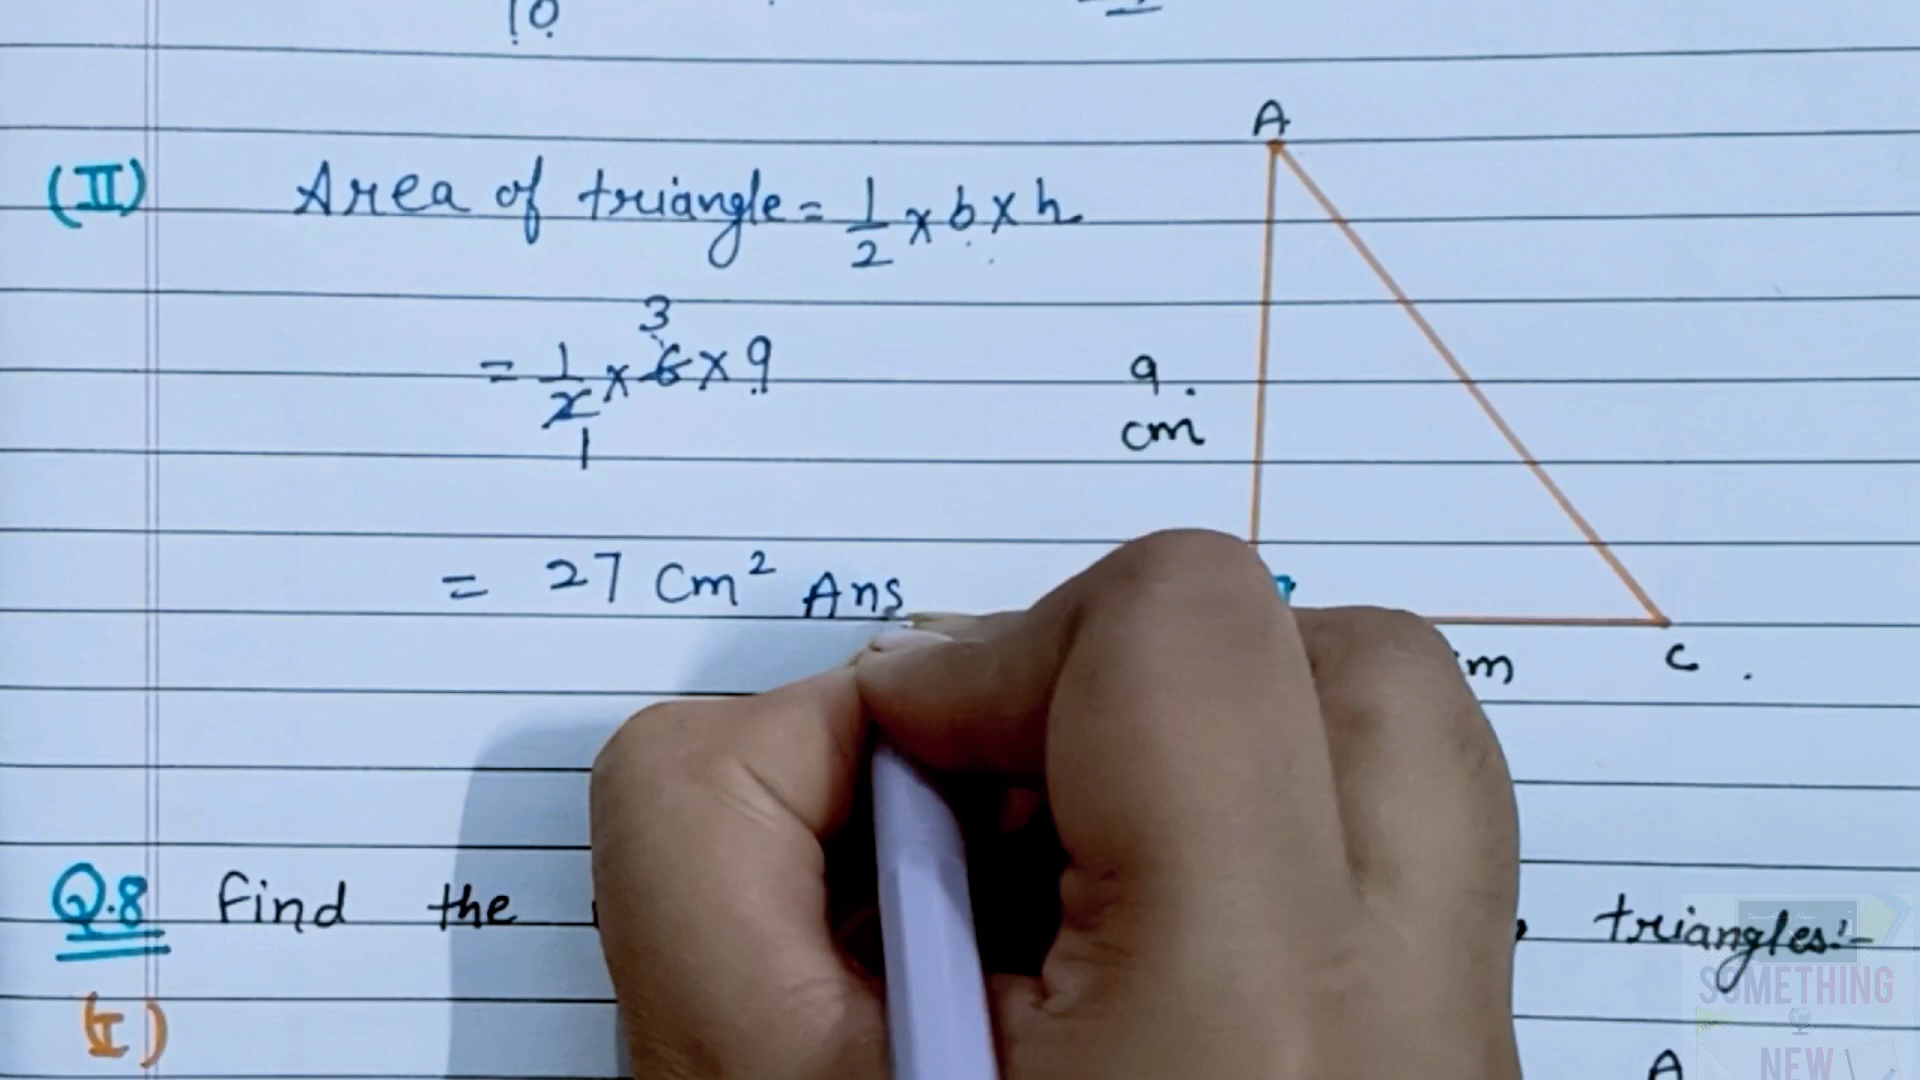 10
A
(II) Area of triangle = 1/2 × b × h
3
= 1/2 × 6 × 9
1
9
cm
= 27 Cm² Ans
m C .
Q.8 Find the , triangles:-
(I)
A
SOMETHING
NEW